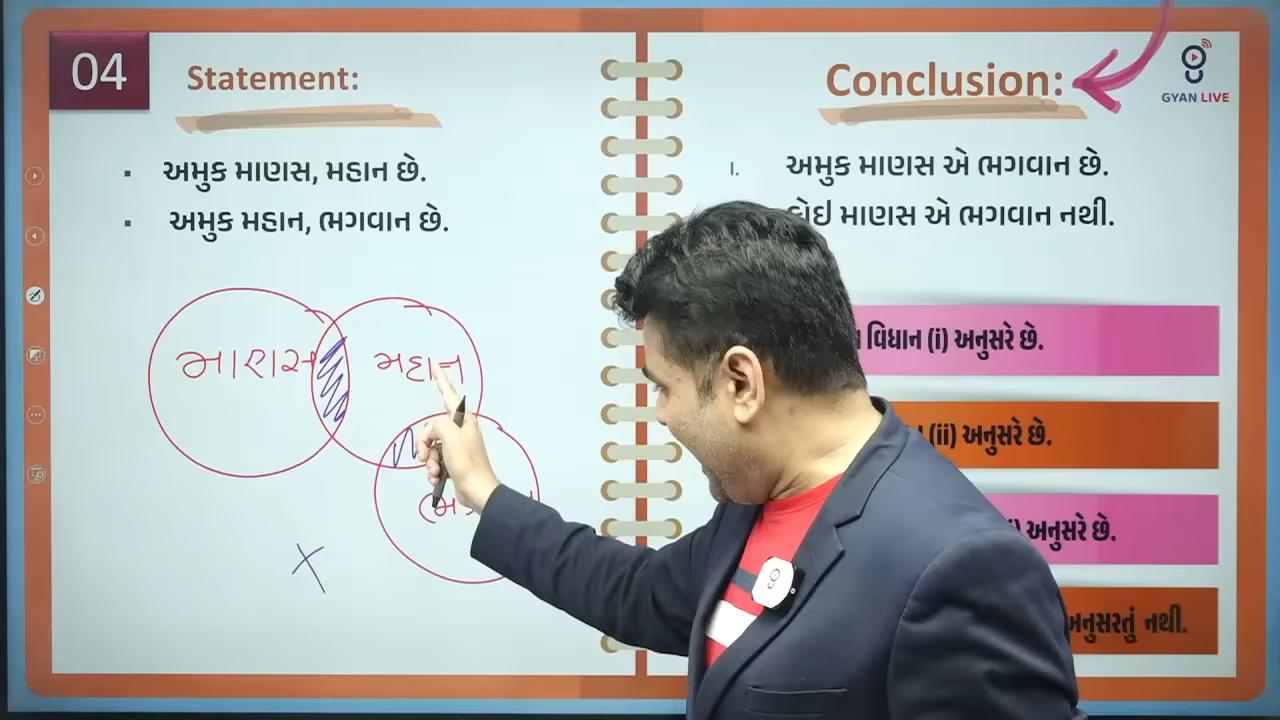 04
Statement:
▪ અમુક માણસ, મહાન છે.
▪ અમુક મહાન, ભગવાન છે.
માણસ
મહાન
X
Conclusion:
GYAN LIVE
I. અમુક માણસ એ ભગવાન છે.
માણસ એ ભગવાન નથી.
વિધાન (i) અનુસરે છે.
(ii) અનુસરે છે.
અનુસરે છે.
અનુસરતું નથી.